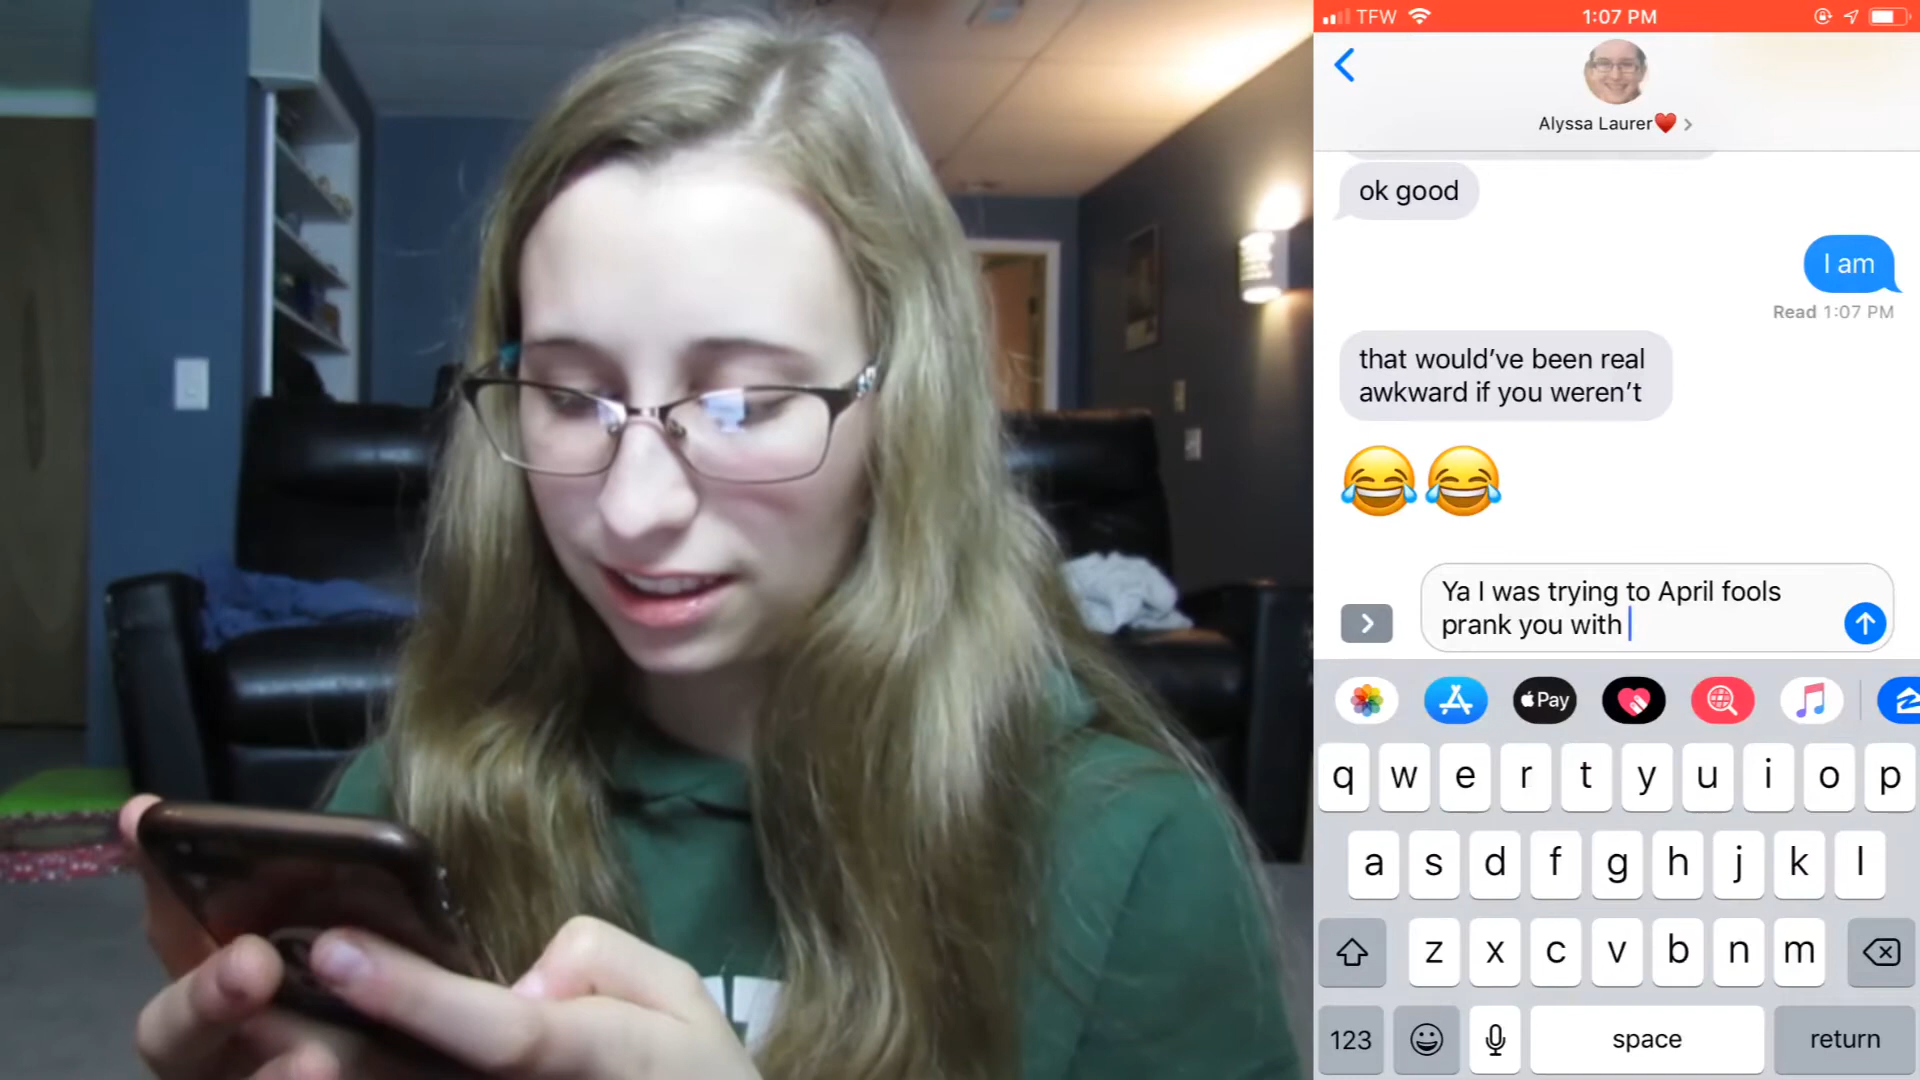 TFW
1:07 PM
Alyssa Laurer
ok good
I am
Read 1:07 PM
that would’ve been real
awkward if you weren’t
Ya I was trying to April fools
prank you with
Pay
q w e r t y u i o p
a s d f g h j k l
z x c v b n m
123
space
return